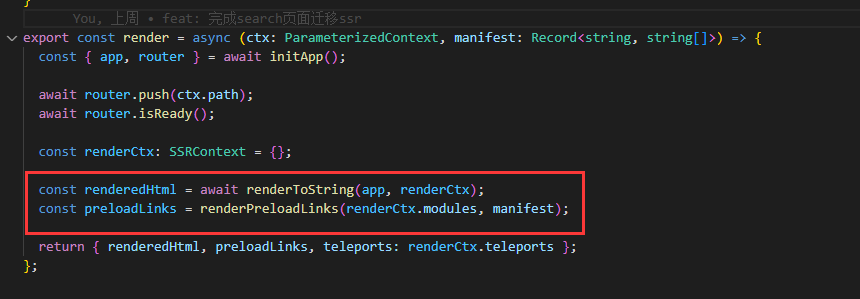 }
You, 上周 • feat: 完成search页面迁移ssr
export const render = async (ctx: ParameterizedContext, manifest: Record<string, string[]>) => {
const { app, router } = await initApp();
await router.push(ctx.path);
await router.isReady();
const renderCtx: SSRContext = {};
const renderedHtml = await renderToString(app, renderCtx);
const preloadLinks = renderPreloadLinks(renderCtx.modules, manifest);
return { renderedHtml, preloadLinks, teleports: renderCtx.teleports };
};